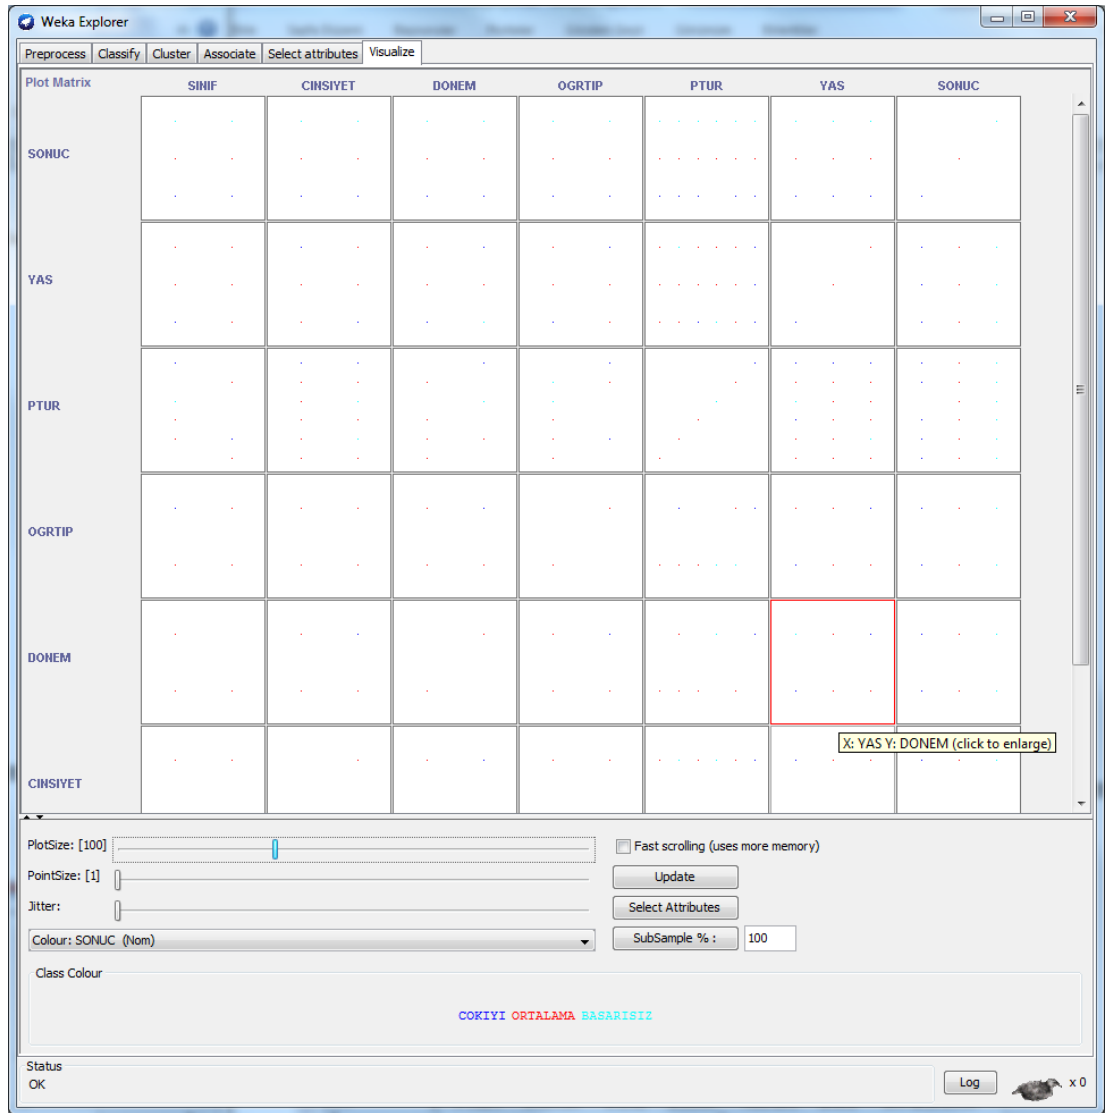 Weka Explorer
Preprocess Classify Cluster Associate Select attributes Visualize
Plot Matrix SINIF CINSIYET DONEM OGRTIP PTUR YAS SONUC
SONUC
YAS
PTUR
OGRTIP
DONEM
X: YAS Y: DONEM (click to enlarge)
CINSIYET
PlotSize: [100] Fast scrolling (uses more memory)
PointSize: [1] Update
Jitter: Select Attributes
Colour: SONUC (Nom) SubSample % : 100
Class Colour
COKIYI ORTALAMA BASARISIZ
Status
OK Log x 0